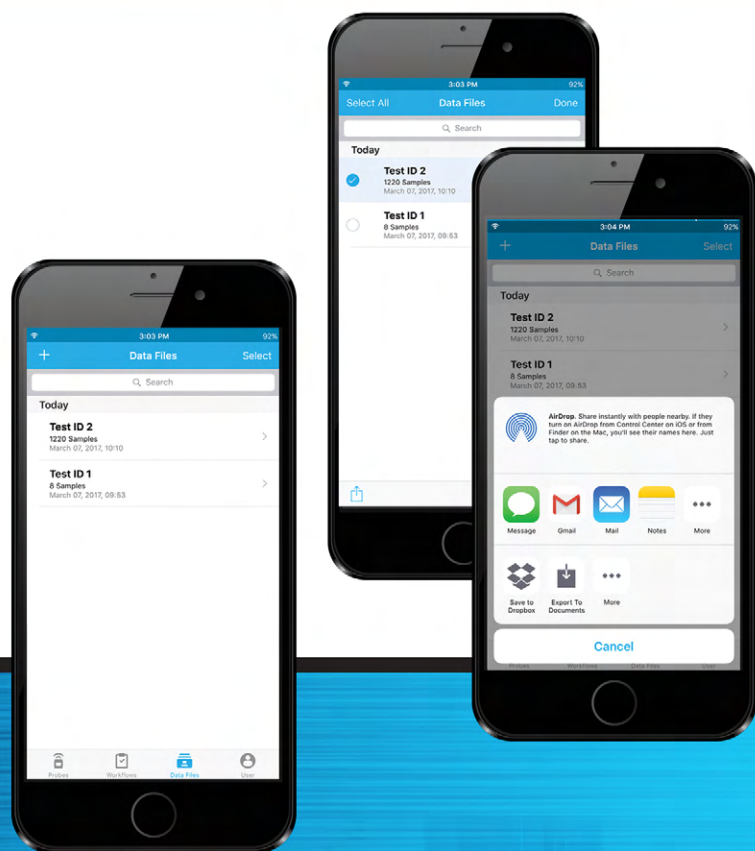 3:03 PM 92%
Select All Data Files Done
Search
Today
Test ID 2
1220 Samples
March 07, 2017, 10:10
Test ID 1
8 Samples
March 07, 2017, 09:53
3:04 PM 92%
+ Data Files Select
Search
Today
Test ID 2
1220 Samples
March 07, 2017, 10:10
Test ID 1
8 Samples
March 07, 2017, 09:53
AirDrop. Share instantly with people nearby. If they
turn on AirDrop from Control Center on iOS or from
Finder on the Mac, you'll see their names here. Just
tap to share.
Message Gmail Mail Notes More
Save to Export To More
Dropbox Documents
Cancel
Probes Workflows Data Files User
3:03 PM 92%
+ Data Files Select
Search
Today
Test ID 2
1220 Samples
March 07, 2017, 10:10
Test ID 1
8 Samples
March 07, 2017, 09:53
Probes Workflows Data Files User